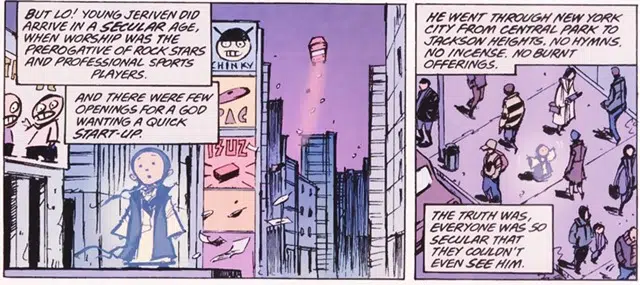 BUT LO! YOUNG JERIVEN DID
ARRIVE IN A SECULAR AGE,
WHEN WORSHIP WAS THE
PREROGATIVE OF ROCK STARS
AND PROFESSIONAL SPORTS
PLAYERS.
AND THERE WERE FEW
OPENINGS FOR A GOD
WANTING A QUICK
START-UP.
CHINKY
PAC
TSUZ
HE WENT THROUGH NEW YORK
CITY FROM CENTRAL PARK TO
JACKSON HEIGHTS. NO HYMNS.
NO INCENSE. NO BURNT
OFFERINGS.
THE TRUTH WAS,
EVERYONE WAS SO
SECULAR THAT
THEY COULDN'T
EVEN SEE HIM.